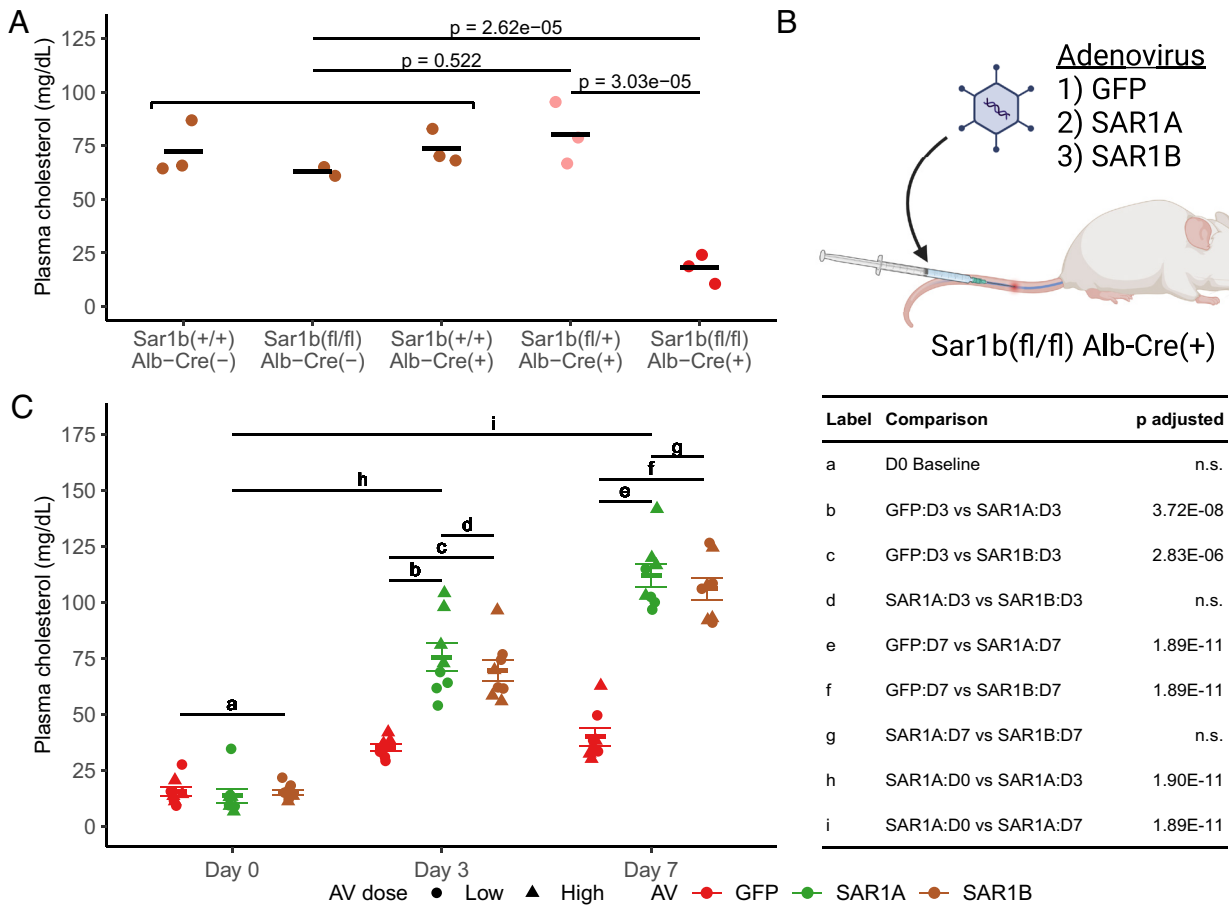 A
Plasma cholesterol (mg/dL)
125
100
75
50
25
0
p = 2.62e−05
p = 0.522
p = 3.03e−05
Sar1b(+/+) Sar1b(fl/fl) Sar1b(+/+) Sar1b(fl/+) Sar1b(fl/fl)
Alb−Cre(−) Alb−Cre(−) Alb−Cre(+) Alb−Cre(+) Alb−Cre(+)
B
Adenovirus
1) GFP
2) SAR1A
3) SAR1B
Sar1b(fl/fl) Alb-Cre(+)
C
Plasma cholesterol (mg/dL)
175
150
125
100
75
50
25
0
i
g
f
e
h
d
c
b
a
Day 0 Day 3 Day 7
AV dose Low High AV GFP SAR1A SAR1B
Label Comparison p adjusted
a D0 Baseline n.s.
b GFP:D3 vs SAR1A:D3 3.72E-08
c GFP:D3 vs SAR1B:D3 2.83E-06
d SAR1A:D3 vs SAR1B:D3 n.s.
e GFP:D7 vs SAR1A:D7 1.89E-11
f GFP:D7 vs SAR1B:D7 1.89E-11
g SAR1A:D7 vs SAR1B:D7 n.s.
h SAR1A:D0 vs SAR1A:D3 1.90E-11
i SAR1A:D0 vs SAR1A:D7 1.89E-11